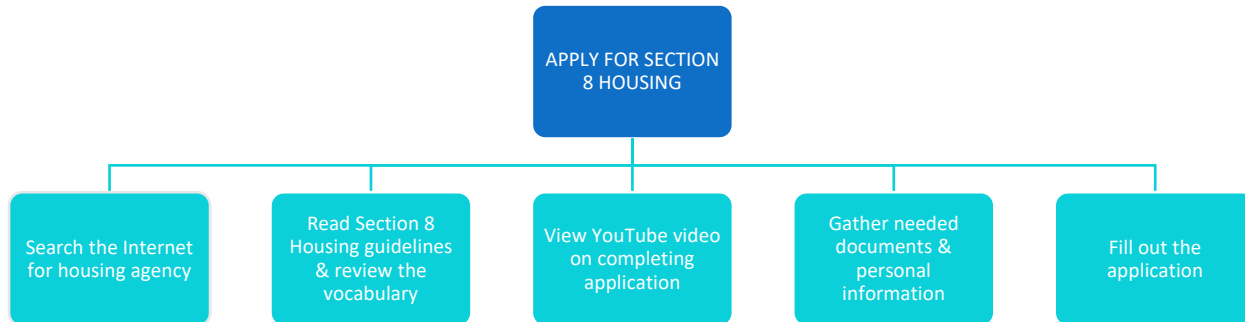 APPLY FOR SECTION
8 HOUSING
Search the Internet
for housing agency
Read Section 8
Housing guidelines
& review the
vocabulary
View YouTube video
on completing
application
Gather needed
documents &
personal
information
Fill out the
application